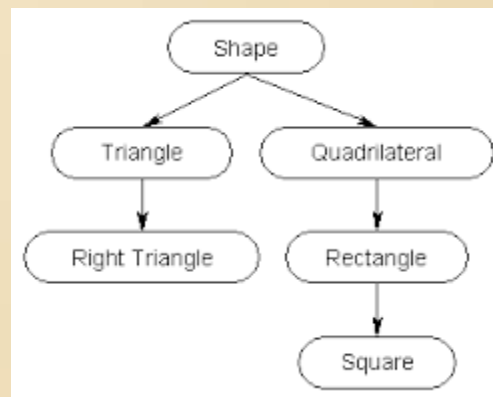 Shape
Triangle
Quadrilateral
Right Triangle
Rectangle
Square